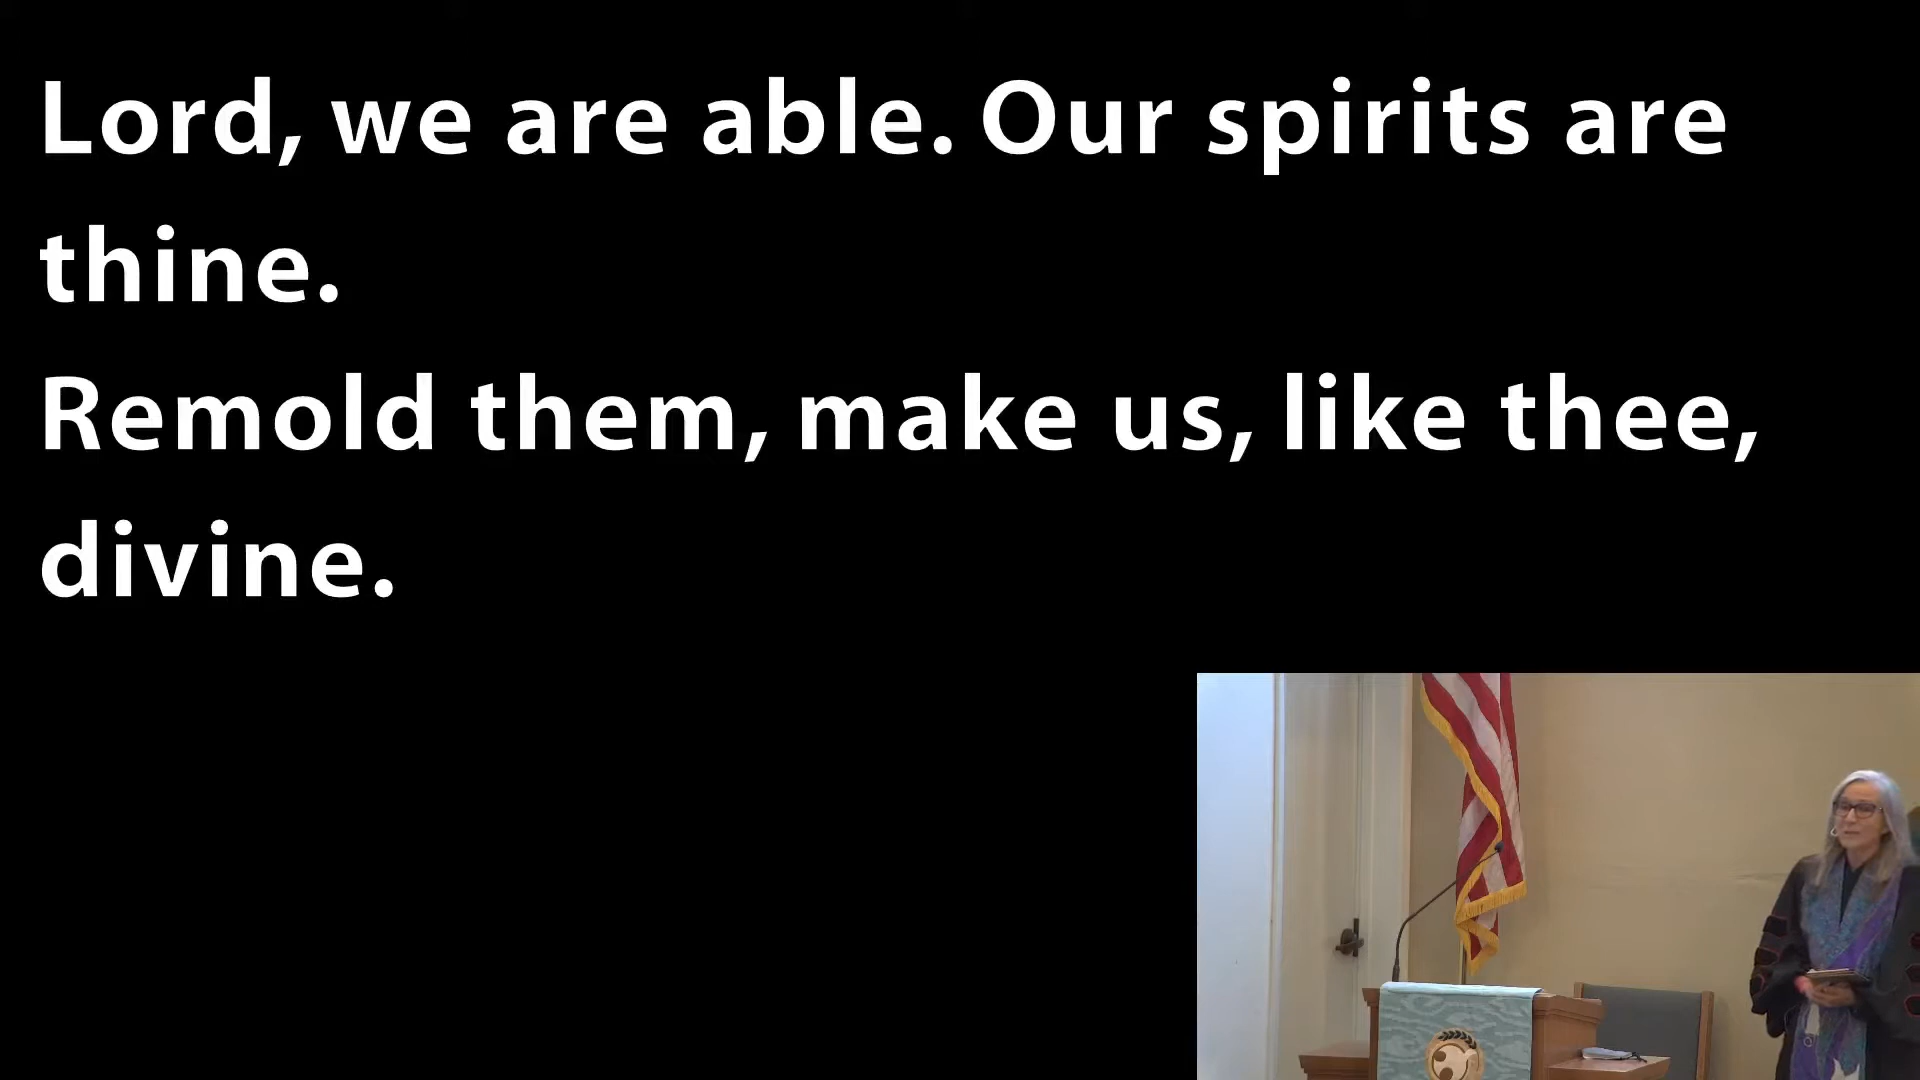 Lord, we are able. Our spirits are
thine.
Remold them, make us, like thee,
divine.